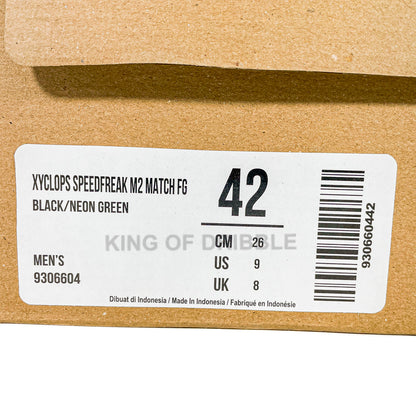 XYCLOPS SPEEDFREAK M2 MATCH FG
BLACK/NEON GREEN
42
KING OF DRIBBLE
CM 26
US 9
UK 8
MEN'S
9306604
Dibuat di Indonesia / Made In Indonesia / Fabriqué en Indonésie
930660442